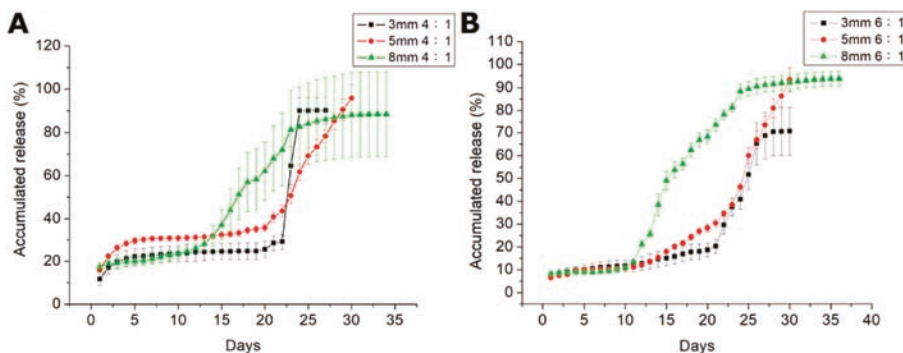 A
3mm 4 : 1
5mm 4 : 1
8mm 4 : 1
120
100
80
60
40
20
0
Accumulated release (%)
0 5 10 15 20 25 30 35
Days
B
3mm 6 : 1
5mm 6 : 1
8mm 6 : 1
110
100
90
80
70
60
50
40
30
20
10
0
Accumulated release (%)
0 5 10 15 20 25 30 35 40
Days